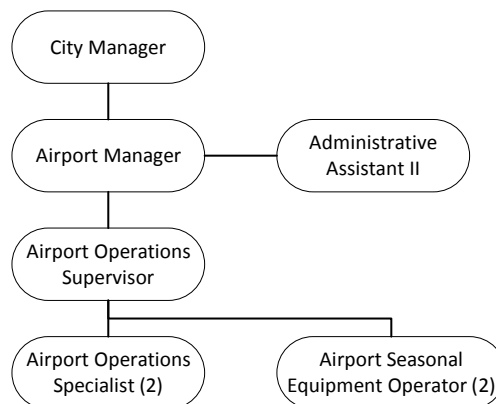 City Manager
Airport Manager
Administrative
Assistant II
Airport Operations
Supervisor
Airport Operations
Specialist (2)
Airport Seasonal
Equipment Operator (2)